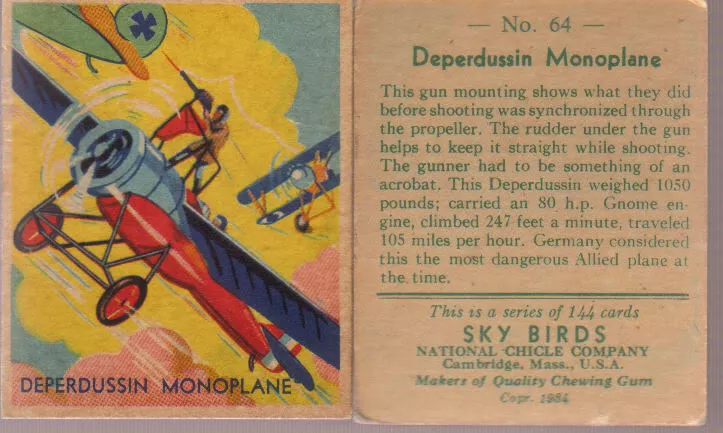 DEPERDUSSIN MONOPLANE
— No. 64 —
Deperdussin Monoplane
This gun mounting shows what they did
before shooting was synchronized through
the propeller. The rudder under the gun
helps to keep it straight while shooting.
The gunner had to be something of an
acrobat. This Deperdussin weighed 1050
pounds; carried an 80 h.p. Gnome en-
gine, climbed 247 feet a minute, traveled
105 miles per hour. Germany considered
this the most dangerous Allied plane at
the time.
This is a series of 144 cards
SKY BIRDS
NATIONAL CHICLE COMPANY
Cambridge, Mass., U.S.A.
Makers of Quality Chewing Gum
Copr. 1934